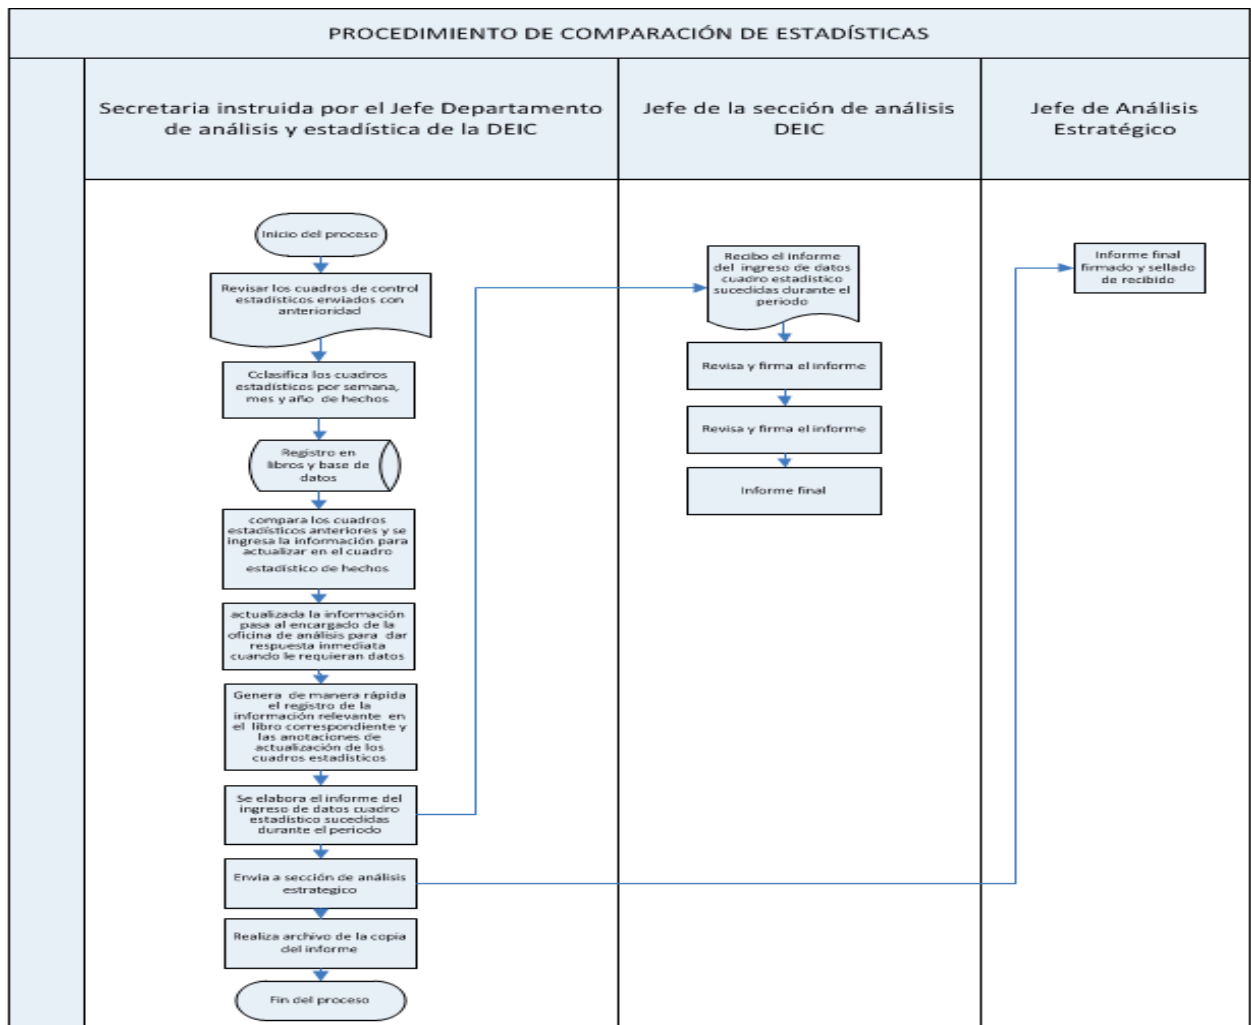 PROCEDIMIENTO DE COMPARACIÓN DE ESTADÍSTICAS
Secretaria instruida por el Jefe Departamento
de análisis y estadística de la DEIC
Jefe de la sección de análisis
DEIC
Jefe de Análisis
Estratégico
Inicio del proceso
Revisar los cuadros de control
estadísticos enviados con
anterioridad
Cclasifica los cuadros
estadísticos por semana,
mes y año de hechos
Registro en
libros y base de
datos
compara los cuadros
estadísticos anteriores y se
ingresa la información para
actualizar en el cuadro
estadístico de hechos
actualizada la información
pasa al encargado de la
oficina de análisis para dar
respuesta inmediata
cuando le requieran datos
Genera de manera rápida
el registro de la
información relevante en
el libro correspondiente y
las anotaciones de
actualización de los
cuadros estadísticos
Se elabora el informe del
ingreso de datos cuadro
estadístico sucedidas
durante el periodo
Envia a sección de análisis
estrategico
Realiza archivo de la copia
del informe
Fin del proceso
Recibo el informe
del ingreso de datos
cuadro estadístico
sucedidas durante el
periodo
Revisa y firma el informe
Revisa y firma el informe
Informe final
Informe final
firmado y sellado
de recibido